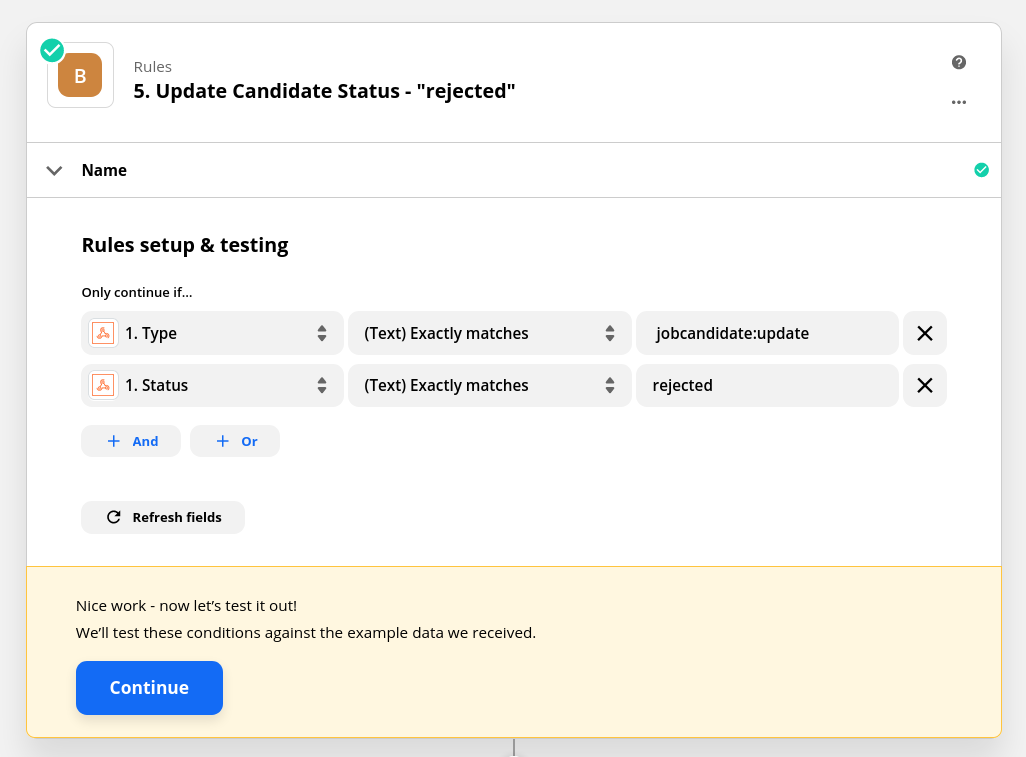 B
Rules
5. Update Candidate Status - "rejected"
Name
Rules setup & testing
Only continue if...
1. Type (Text) Exactly matches jobcandidate:update
1. Status (Text) Exactly matches rejected
+ And + Or
Refresh fields
Nice work - now let’s test it out!
We’ll test these conditions against the example data we received.
Continue